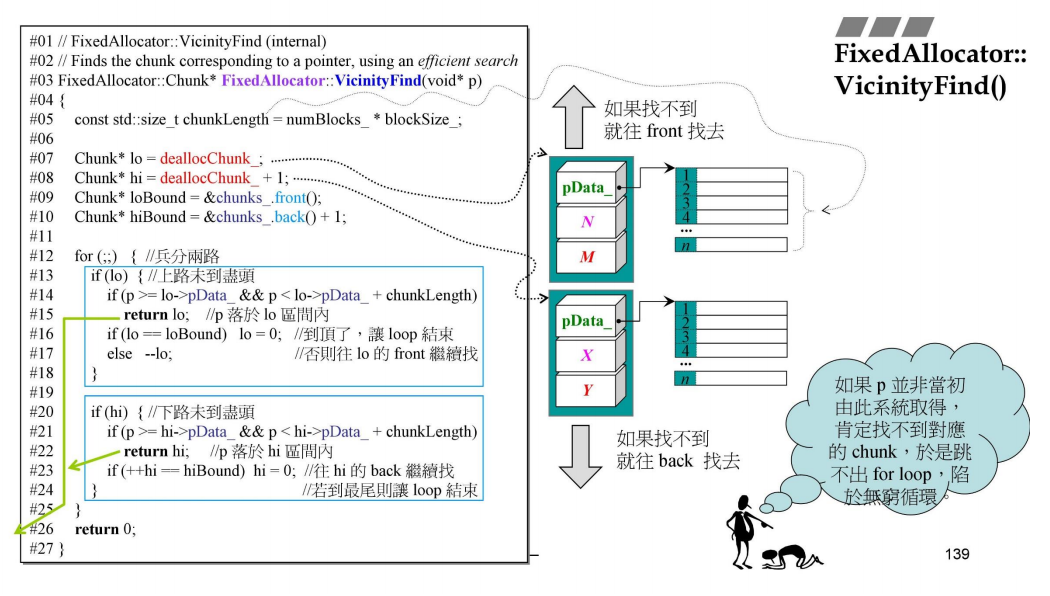 FixedAllocator::
VicinityFind()
#01 // FixedAllocator::VicinityFind (internal)
#02 // Finds the chunk corresponding to a pointer, using an efficient search
#03 FixedAllocator::Chunk* FixedAllocator::VicinityFind(void* p)
#04 {
#05 const std::size_t chunkLength = numBlocks_ * blockSize_;
#06
#07 Chunk* lo = deallocChunk_;
#08 Chunk* hi = deallocChunk_ + 1;
#09 Chunk* loBound = &chunks_.front();
#10 Chunk* hiBound = &chunks_.back() + 1;
#11
#12 for (;;) { //兵分兩路
#13 if (lo) { //上路未到盡頭
#14 if (p >= lo->pData_ && p < lo->pData_ + chunkLength)
#15 return lo; //p 落於 lo 區間內
#16 if (lo == loBound) lo = 0; //到頂了，讓 loop 結束
#17 else --lo; //否則往 lo 的 front 繼續找
#18 }
#19
#20 if (hi) { //下路未到盡頭
#21 if (p >= hi->pData_ && p < hi->pData_ + chunkLength)
#22 return hi; //p 落於 hi 區間內
#23 if (++hi == hiBound) hi = 0; //往 hi 的 back 繼續找
#24 } //若到最尾則讓 loop 結束
#25 }
#26 return 0;
#27 }
如果找不到
就往 front 找去
pData_
N
M
1
2
3
4
...
n
pData_
X
Y
1
2
3
4
...
n
如果找不到
就往 back 找去
如果 p 並非當初
由此系統取得，
肯定找不到對應
的 chunk，於是跳
不出 for loop，陷
於無窮循環。
139